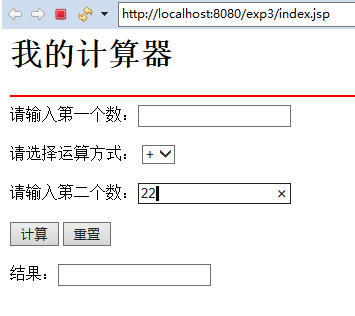 http://localhost:8080/exp3/index.jsp
我的计算器
请输入第一个数：
请选择运算方式： +
请输入第二个数： 22 ×
计算 重置
结果：